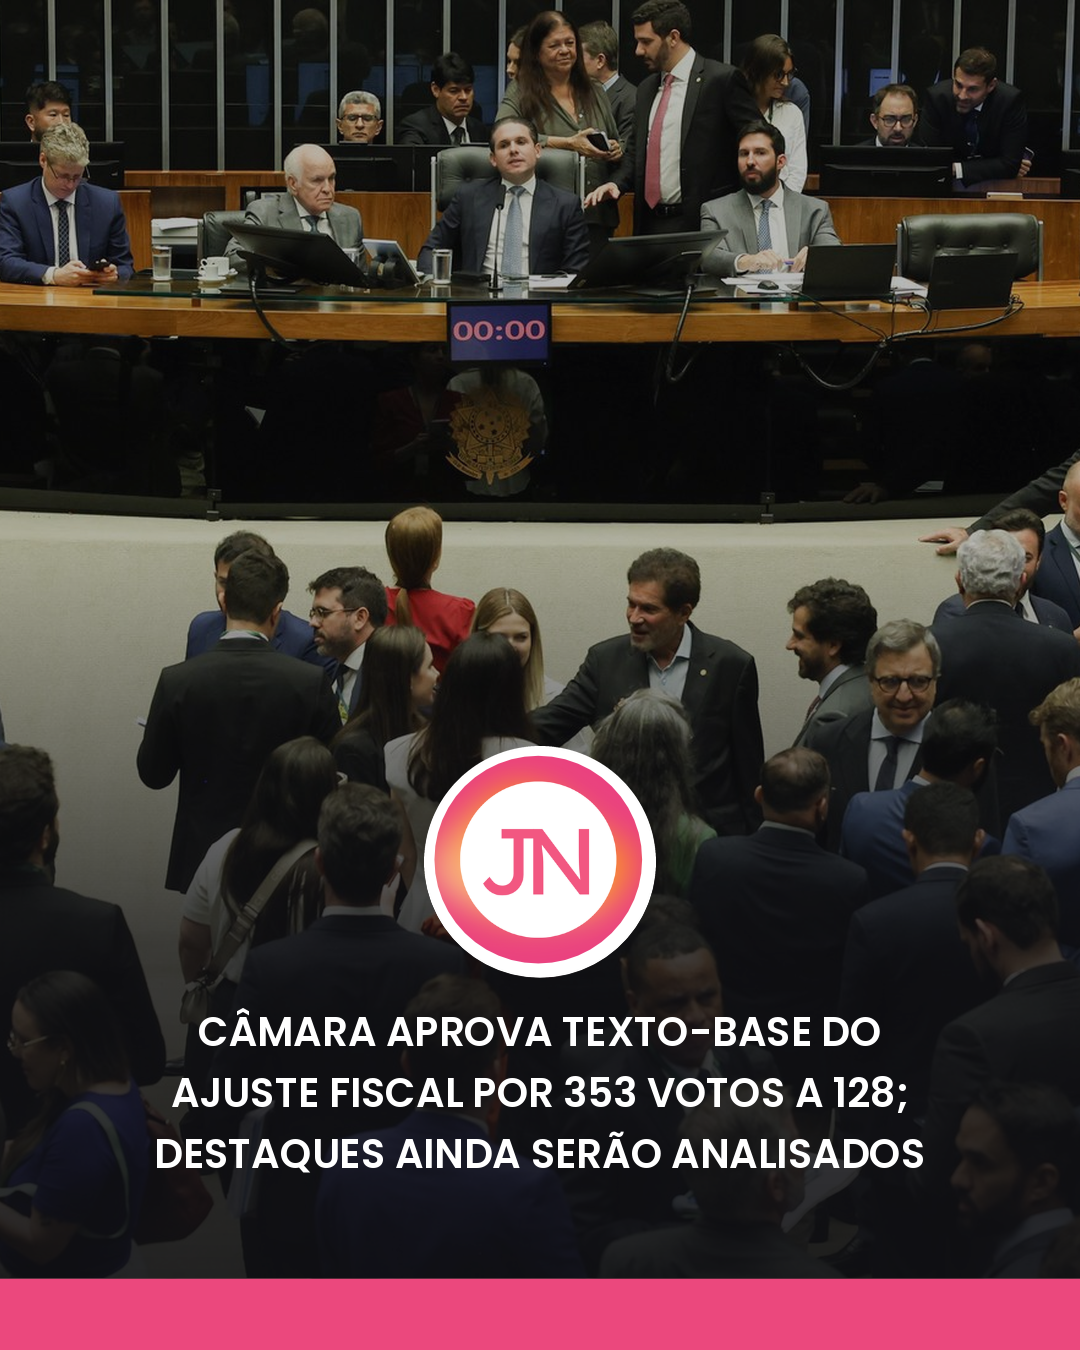 00:00
JN
CÂMARA APROVA TEXTO-BASE DO
AJUSTE FISCAL POR 353 VOTOS A 128;
DESTAQUES AINDA SERÃO ANALISADOS